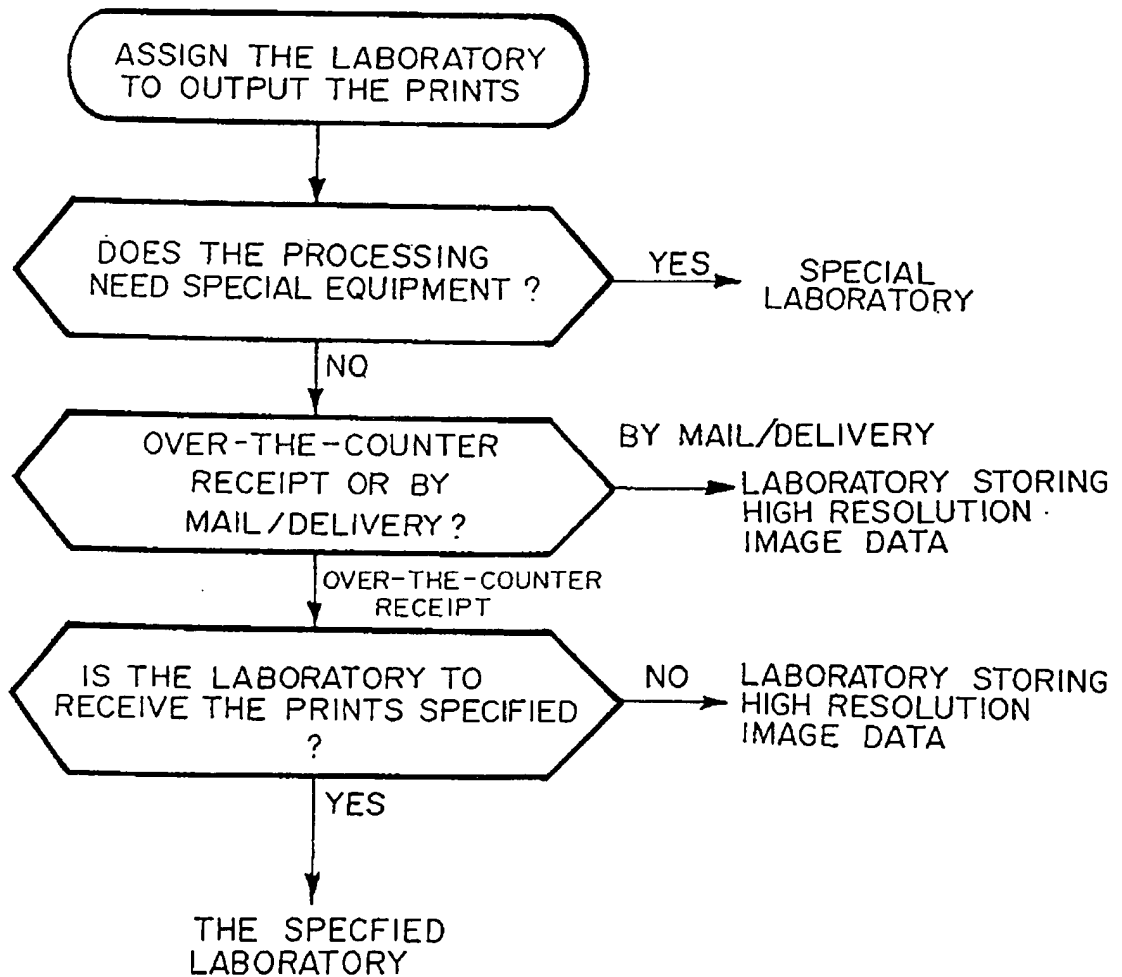 ASSIGN THE LABORATORY
TO OUTPUT THE PRINTS
DOES THE PROCESSING
NEED SPECIAL EQUIPMENT ?
YES
SPECIAL
LABORATORY
NO
OVER-THE-COUNTER
RECEIPT OR BY
MAIL/DELIVERY ?
BY MAIL/DELIVERY
LABORATORY STORING
HIGH RESOLUTION
IMAGE DATA
OVER-THE-COUNTER
RECEIPT
IS THE LABORATORY TO
RECEIVE THE PRINTS SPECIFIED
?
NO
LABORATORY STORING
HIGH RESOLUTION
IMAGE DATA
YES
THE SPECFIED
LABORATORY